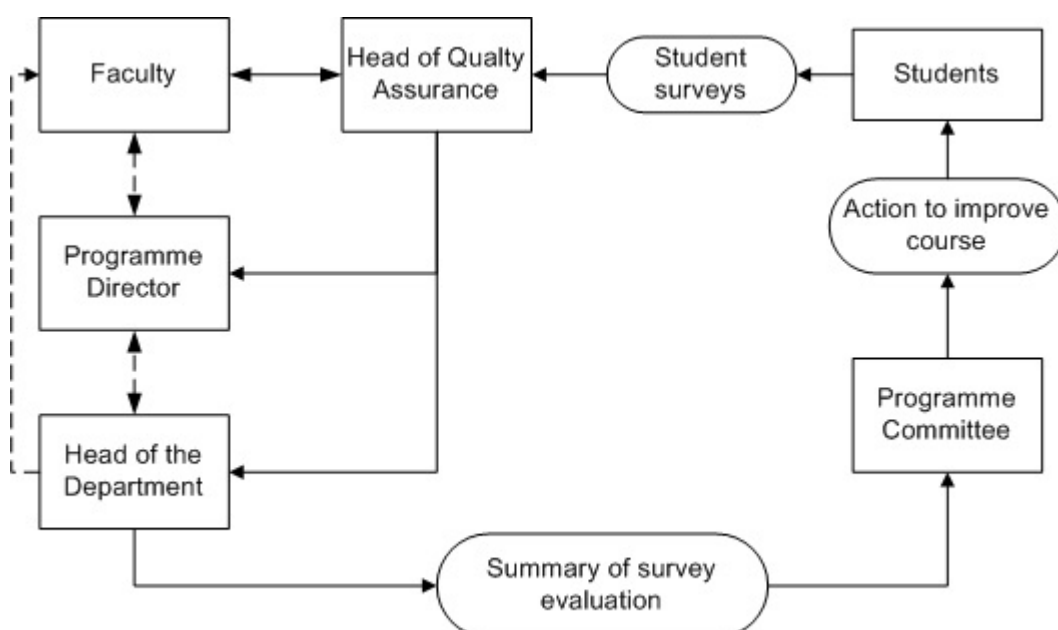 Faculty
Head of Qualty
Assurance
Student
surveys
Students
Action to improve
course
Programme
Director
Programme
Committee
Head of the
Department
Summary of survey
evaluation